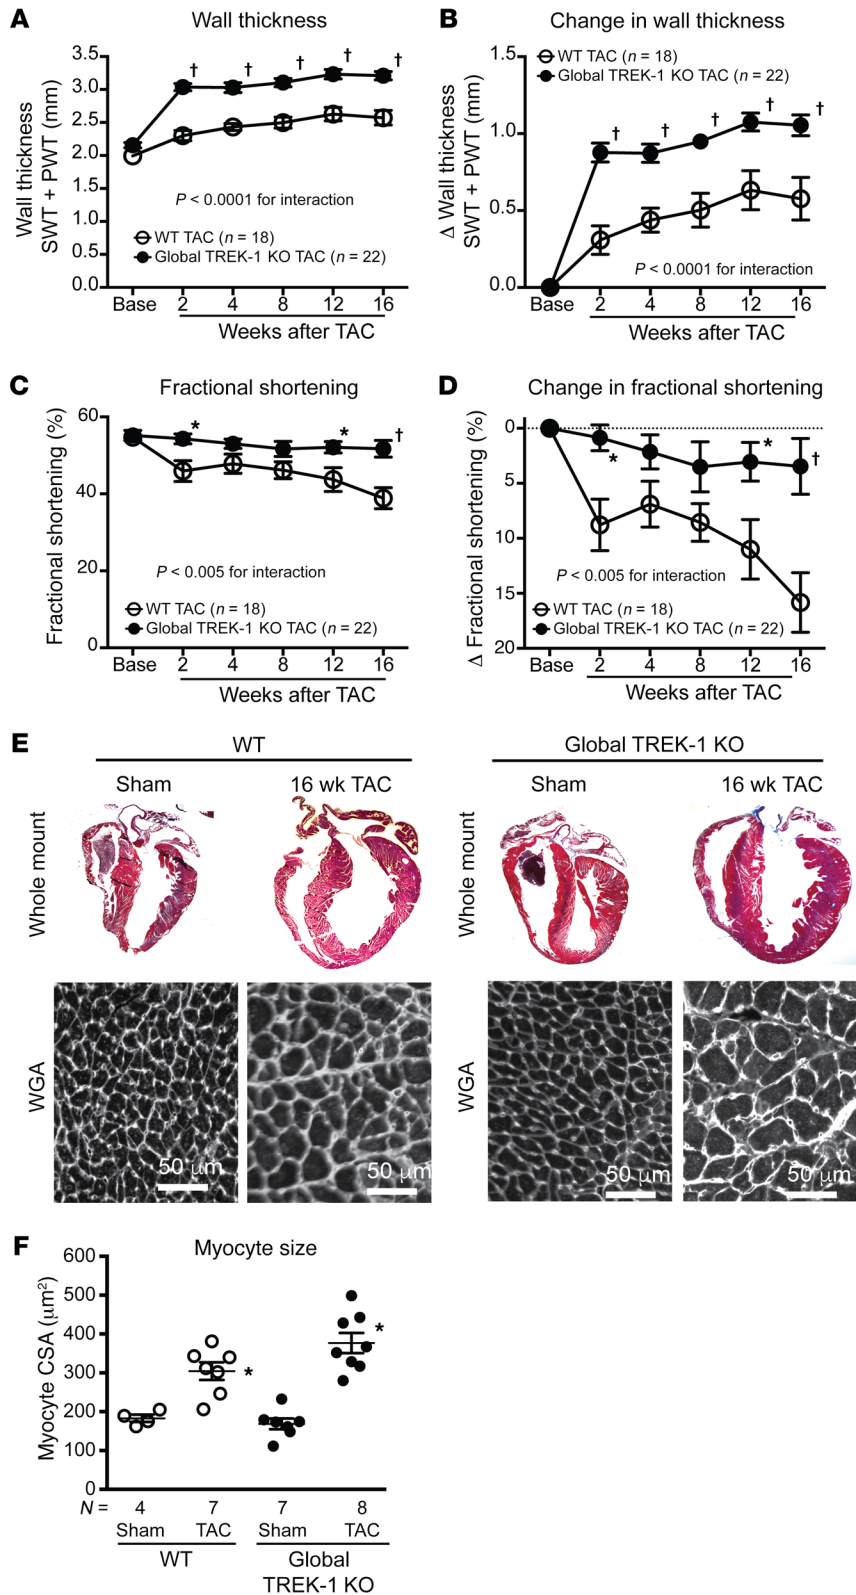 A
Wall thickness
Wall thickness
SWT + PWT (mm)
3.5
3.0
2.5
2.0
1.5
1.0
0.5
0.0
† † † † †
P < 0.0001 for interaction
WT TAC (n = 18)
Global TREK-1 KO TAC (n = 22)
Base 2 4 8 12 16
Weeks after TAC
B
Change in wall thickness
Δ Wall thickness
SWT + PWT (mm)
1.5
1.0
0.5
0.0
WT TAC (n = 18)
Global TREK-1 KO TAC (n = 22)
† † † † †
P < 0.0001 for interaction
Base 2 4 8 12 16
Weeks after TAC
C
Fractional shortening
Fractional shortening (%)
60
40
20
0
* * †
P < 0.005 for interaction
WT TAC (n = 18)
Global TREK-1 KO TAC (n = 22)
Base 2 4 8 12 16
Weeks after TAC
D
Change in fractional shortening
Δ Fractional shortening (%)
0
5
10
15
20
* * †
P < 0.005 for interaction
WT TAC (n = 18)
Global TREK-1 KO TAC (n = 22)
Base 2 4 8 12 16
Weeks after TAC
E
WT
Global TREK-1 KO
Sham
16 wk TAC
Sham
16 wk TAC
Whole mount
Whole mount
WGA
50 μm
50 μm
WGA
50 μm
50 μm
F
Myocyte size
Myocyte CSA (μm²)
600
500
400
300
200
100
0
* *
N = 4 7 7 8
Sham TAC Sham TAC
WT
Global
TREK-1 KO